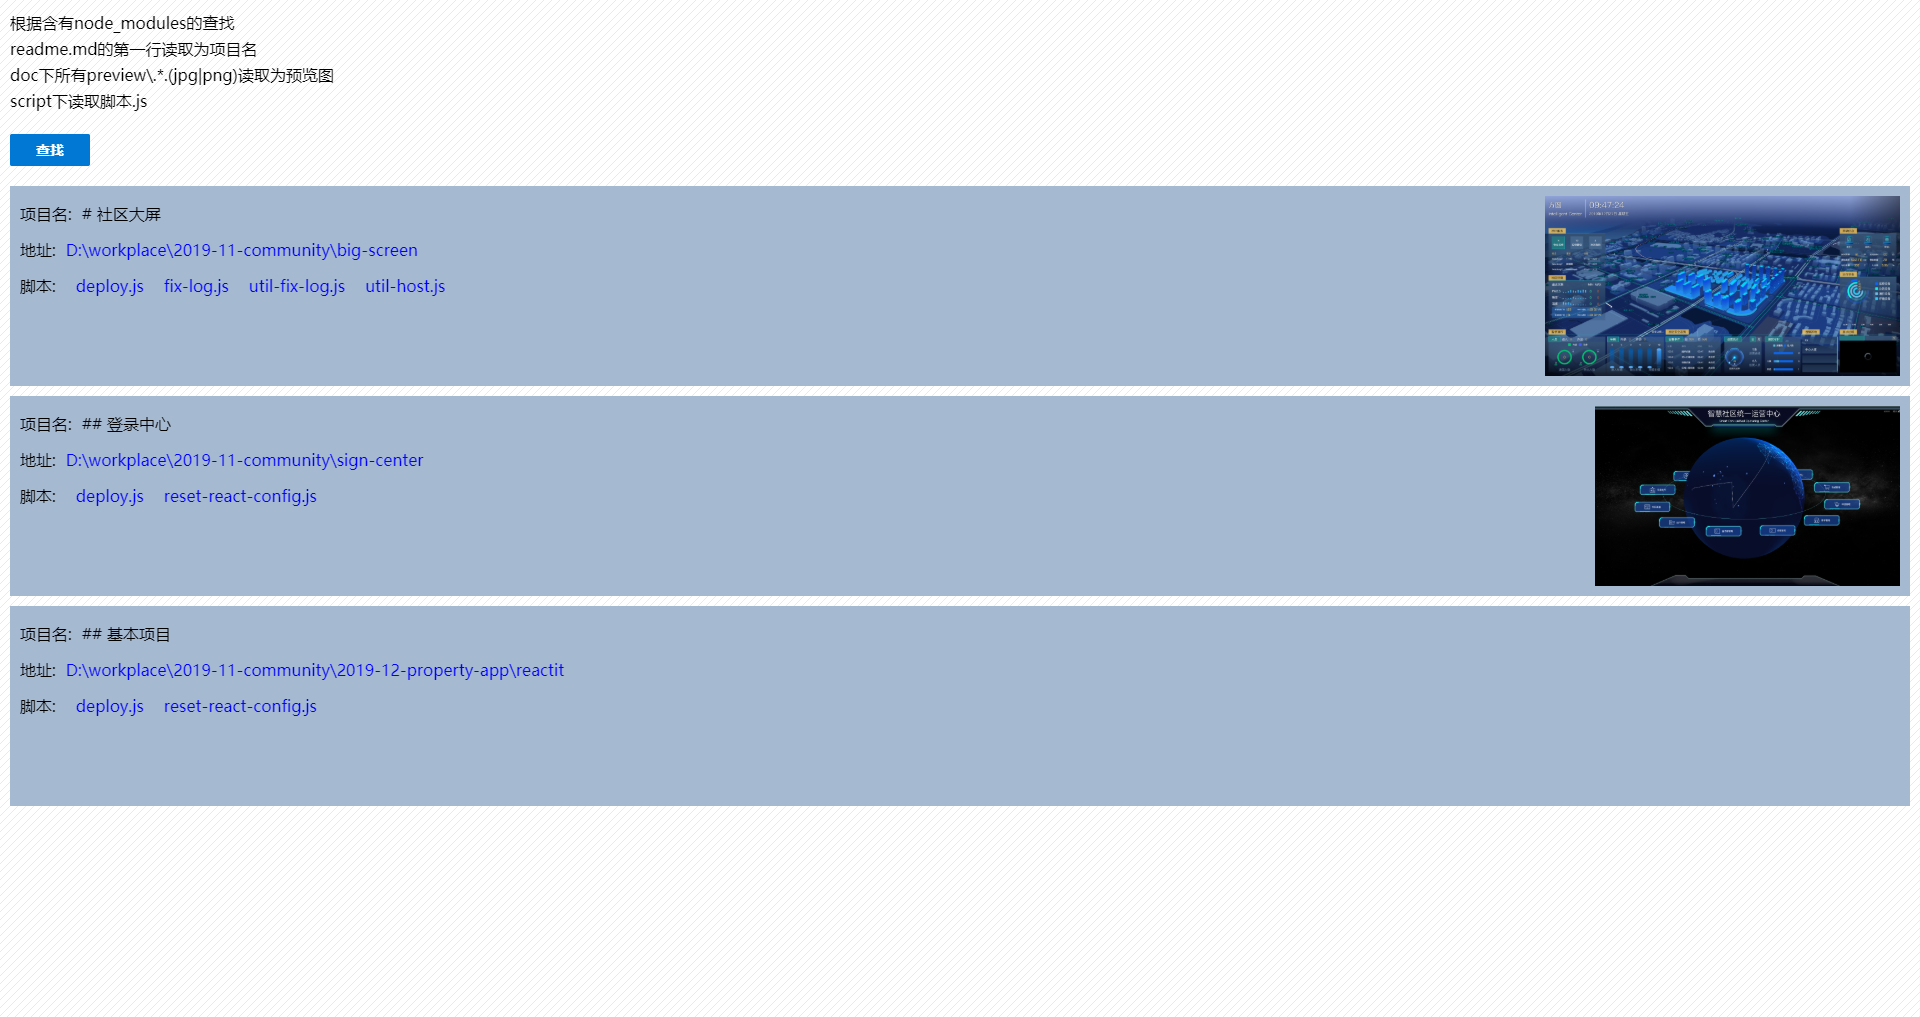 根据含有node_modules的查找
readme.md的第一行读取为项目名
doc下所有preview\.*.(jpg|png)读取为预览图
script下读取脚本.js
查找
项目名: # 社区大屏
地址: D:\workplace\2019-11-community\big-screen
脚本: deploy.js fix-log.js util-fix-log.js util-host.js
09:47:24
项目名: ## 登录中心
地址: D:\workplace\2019-11-community\sign-center
脚本: deploy.js reset-react-config.js
智慧社区统一运营中心
项目名: ## 基本项目
地址: D:\workplace\2019-11-community\2019-12-property-app\reactit
脚本: deploy.js reset-react-config.js